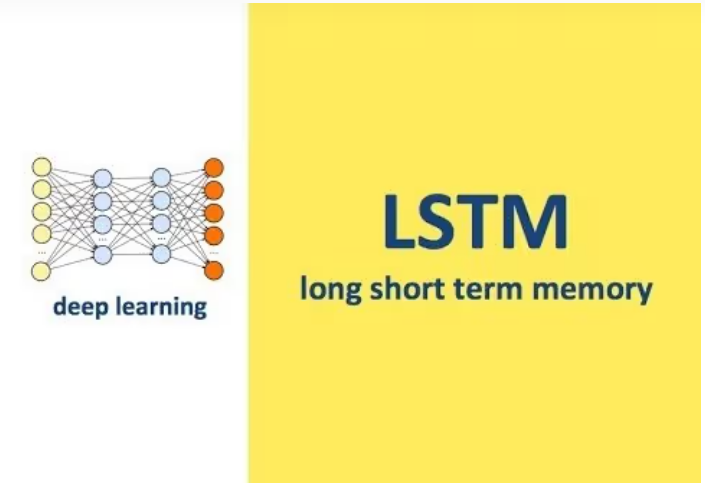 deep learning
LSTM
long short term memory